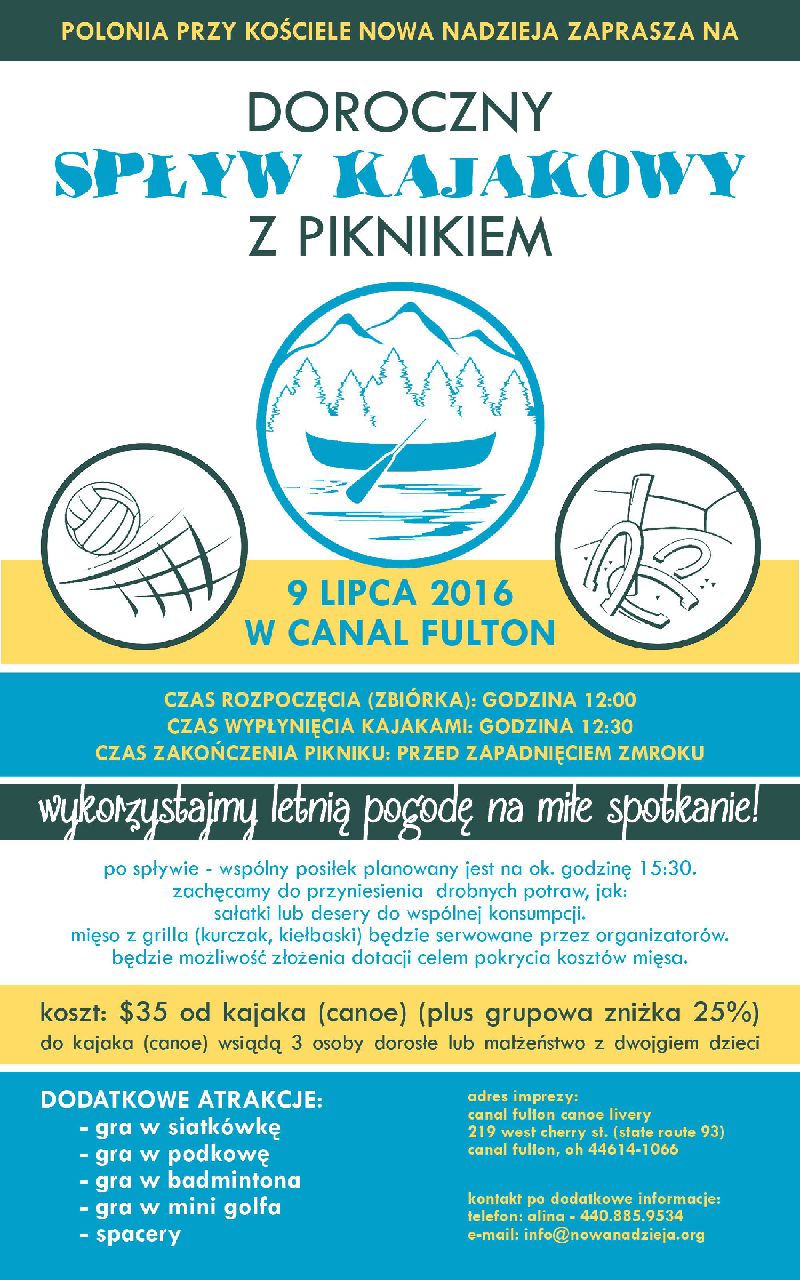 POLONIA PRZY KOŚCIELE NOWA NADZIEJA ZAPRASZA NA
DOROCZNY
SPŁYW KAJAKOWY
Z PIKNIKIEM
9 LIPCA 2016
W CANAL FULTON
CZAS ROZPOCZĘCIA (ZBIÓRKA): GODZINA 12:00
CZAS WYPŁYNIĘCIA KAJAKAMI: GODZINA 12:30
CZAS ZAKOŃCZENIA PIKNIKU: PRZED ZAPADNIĘCIEM ZMROKU
wykorzystajmy letnią pogodę na miłe spotkanie!
po spływie - wspólny posiłek planowany jest na ok. godzinę 15:30.
zachęcamy do przyniesienia drobnych potraw, jak:
sałatki lub desery do wspólnej konsumpcji.
mięso z grilla (kurczak, kiełbaski) będzie serwowane przez organizatorów.
będzie możliwość złożenia dotacji celem pokrycia kosztów mięsa.
koszt: $35 od kajaka (canoe) (plus grupowa zniżka 25%)
do kajaka (canoe) wsiądą 3 osoby dorosłe lub małżeństwo z dwojgiem dzieci
DODATKOWE ATRAKCJE:
- gra w siatkówkę
- gra w podkowę
- gra w badmintona
- gra w mini golfa
- spacery
adres imprezy:
canal fulton canoe livery
219 west cherry st. (state route 93)
canal fulton, oh 44614-1066
kontakt po dodatkowe informacje:
telefon: alina - 440.885.9534
e-mail: info@nowanadzieja.org